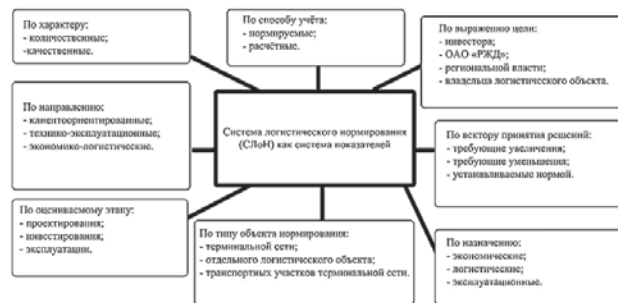 По характеру:
- количественные;
-качественные.
По способу учёта:
- нормируемые;
- расчётные.
По выражению цели:
- инвестора;
- ОАО «РЖД»;
- региональной власти;
- владельца логистического объекта.
По направлению:
- клиентоориентированные;
- технико-эксплуатационные;
- экономико-логистические.
Система логистического нормирования
(СЛоН) как система показателей
По вектору принятия решений:
- требующие увеличения;
- требующие уменьшения;
- устанавливаемые нормой.
По оцениваемому этапу:
- проектирования;
- инвестирования;
- эксплуатации.
По типу объекта нормирования:
- терминальной сети;
- отдельного логистического объекта;
- транспортных участков терминальной сети.
По назначению:
- экономические;
- логистические;
- эксплуатационные.